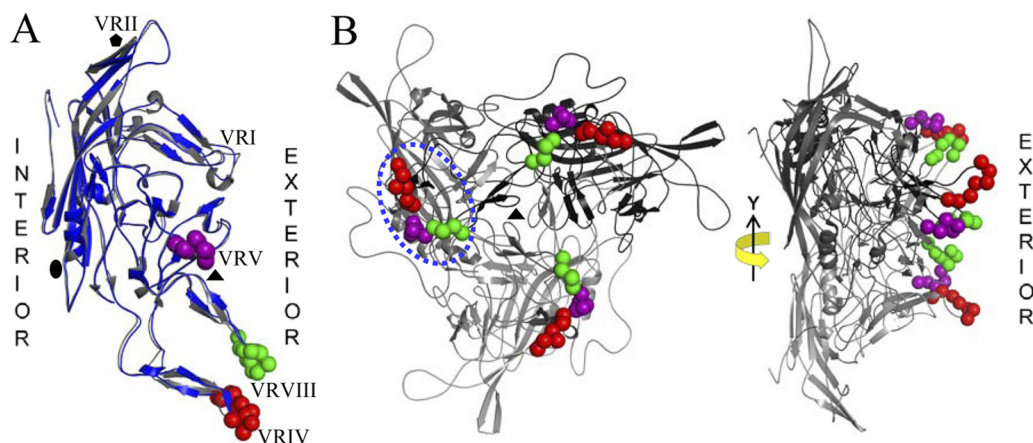 A
VRII
VRI
INTERIOR
EXTERIOR
VRV
VRVIII
VRIV
B
Y
EXTERIOR